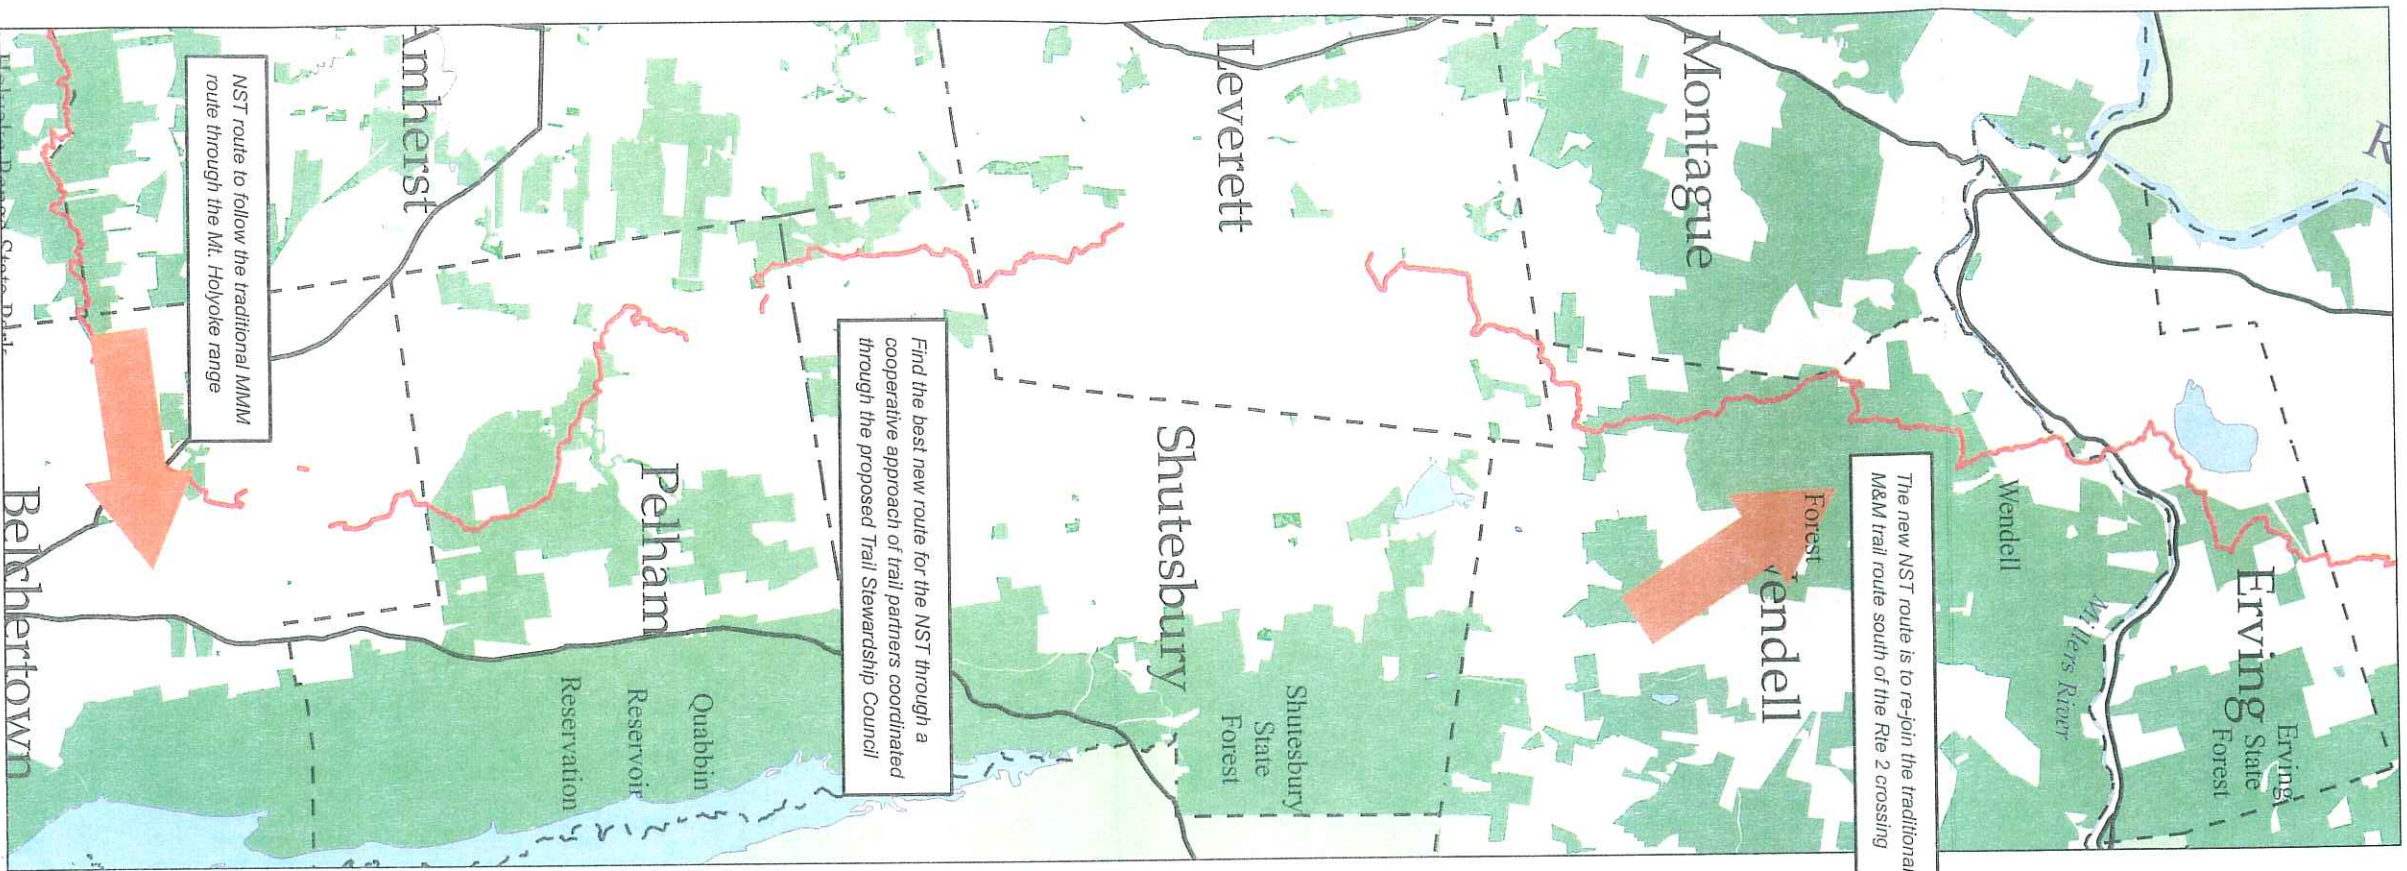 R
Erving
Erving
State
Forest
Millers River
Wendell
The new NST route is to re-join the traditional
M&M trail route south of the Rte 2 crossing
Forest
Wendell
Montague
Leverett
Shutesbury
Shutesbury
State
Forest
Find the best new route for the NST through a
cooperative approach of trail partners coordinated
through the proposed Trail Stewardship Council
Pelham
Quabbin
Reservoir
Reservation
Amherst
NST route to follow the traditional MMM
route through the Mt. Holyoke range
Belchertown